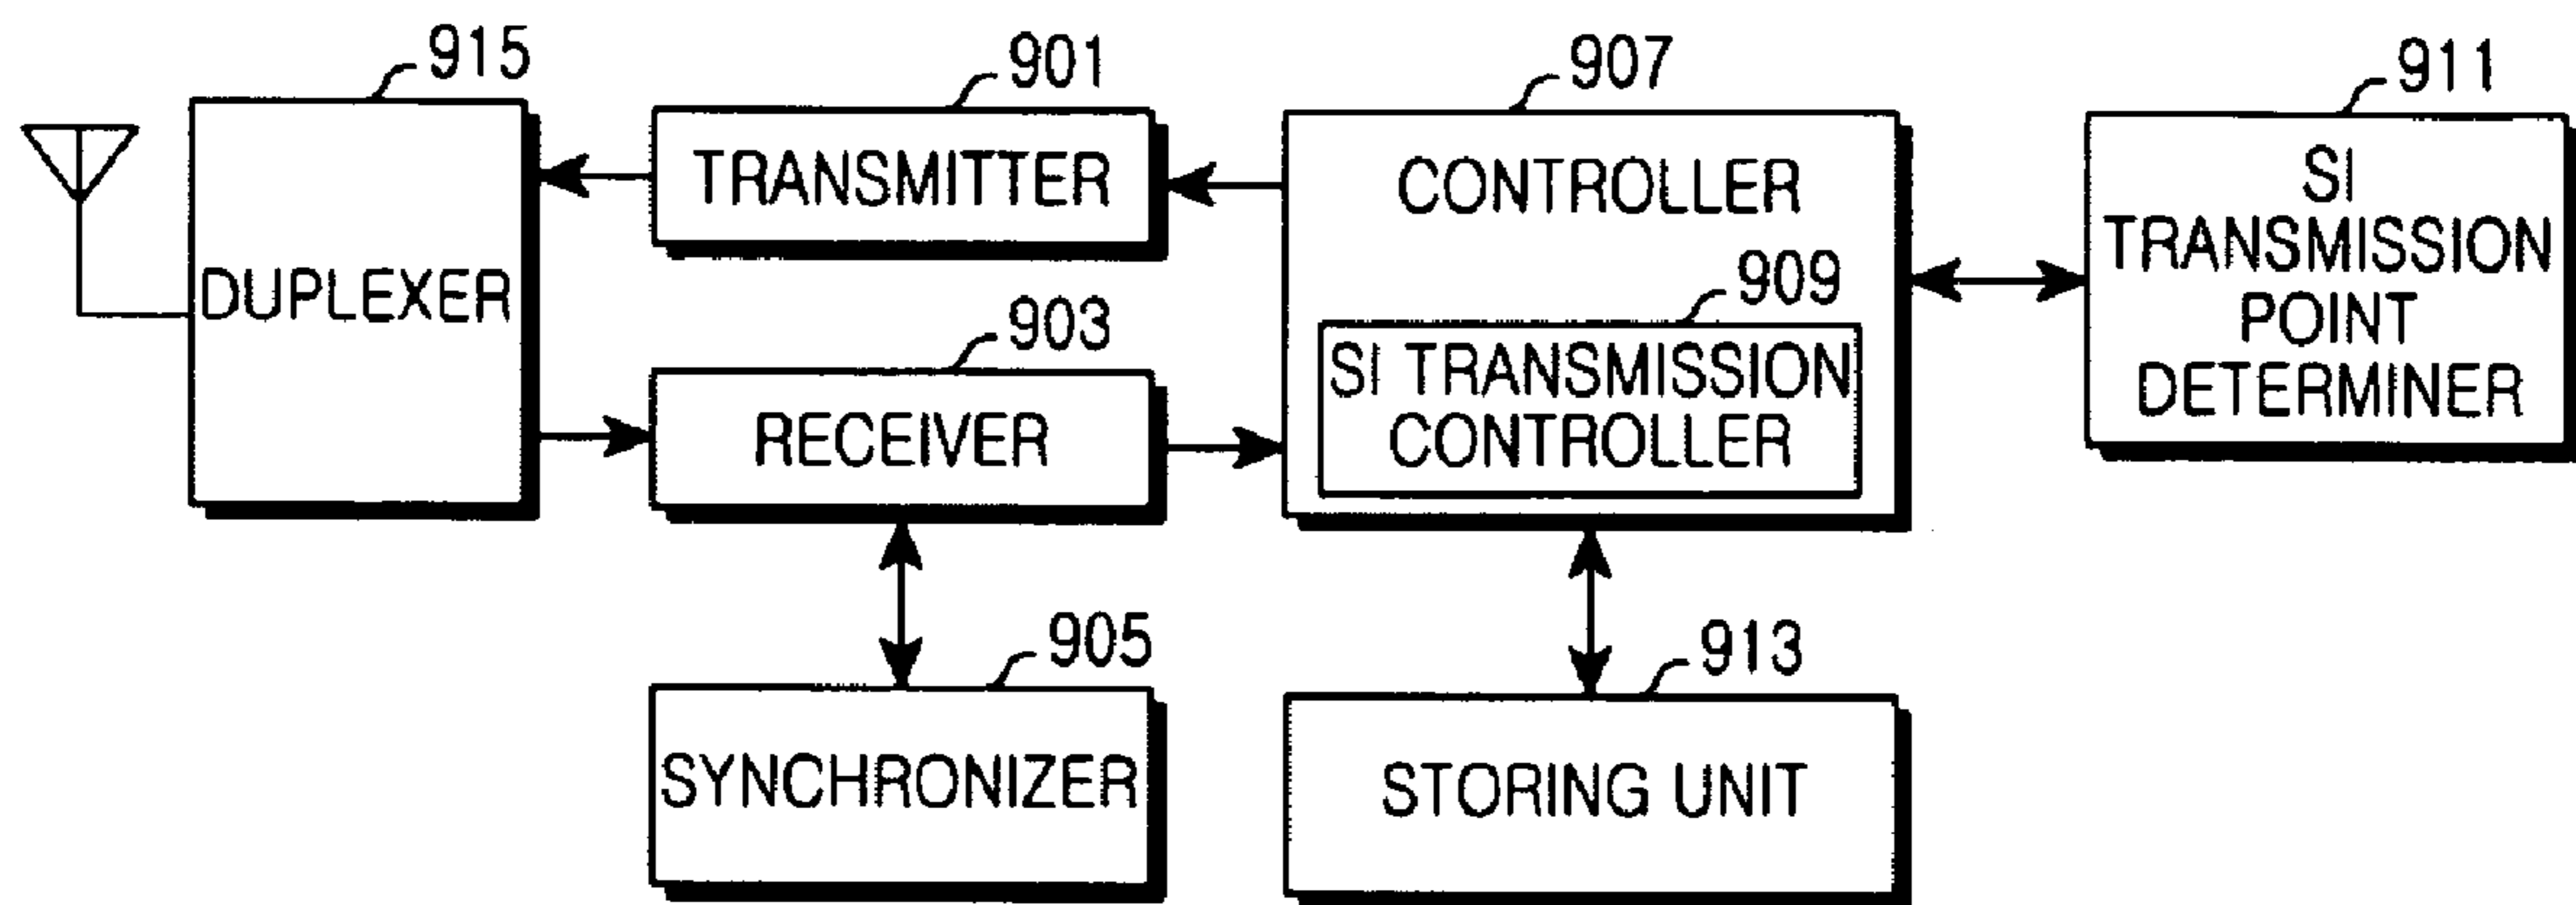 915
DUPLEXER
901
TRANSMITTER
903
RECEIVER
905
SYNCHRONIZER
907
CONTROLLER
909
SI TRANSMISSION
CONTROLLER
913
STORING UNIT
911
SI
TRANSMISSION
POINT
DETERMINER